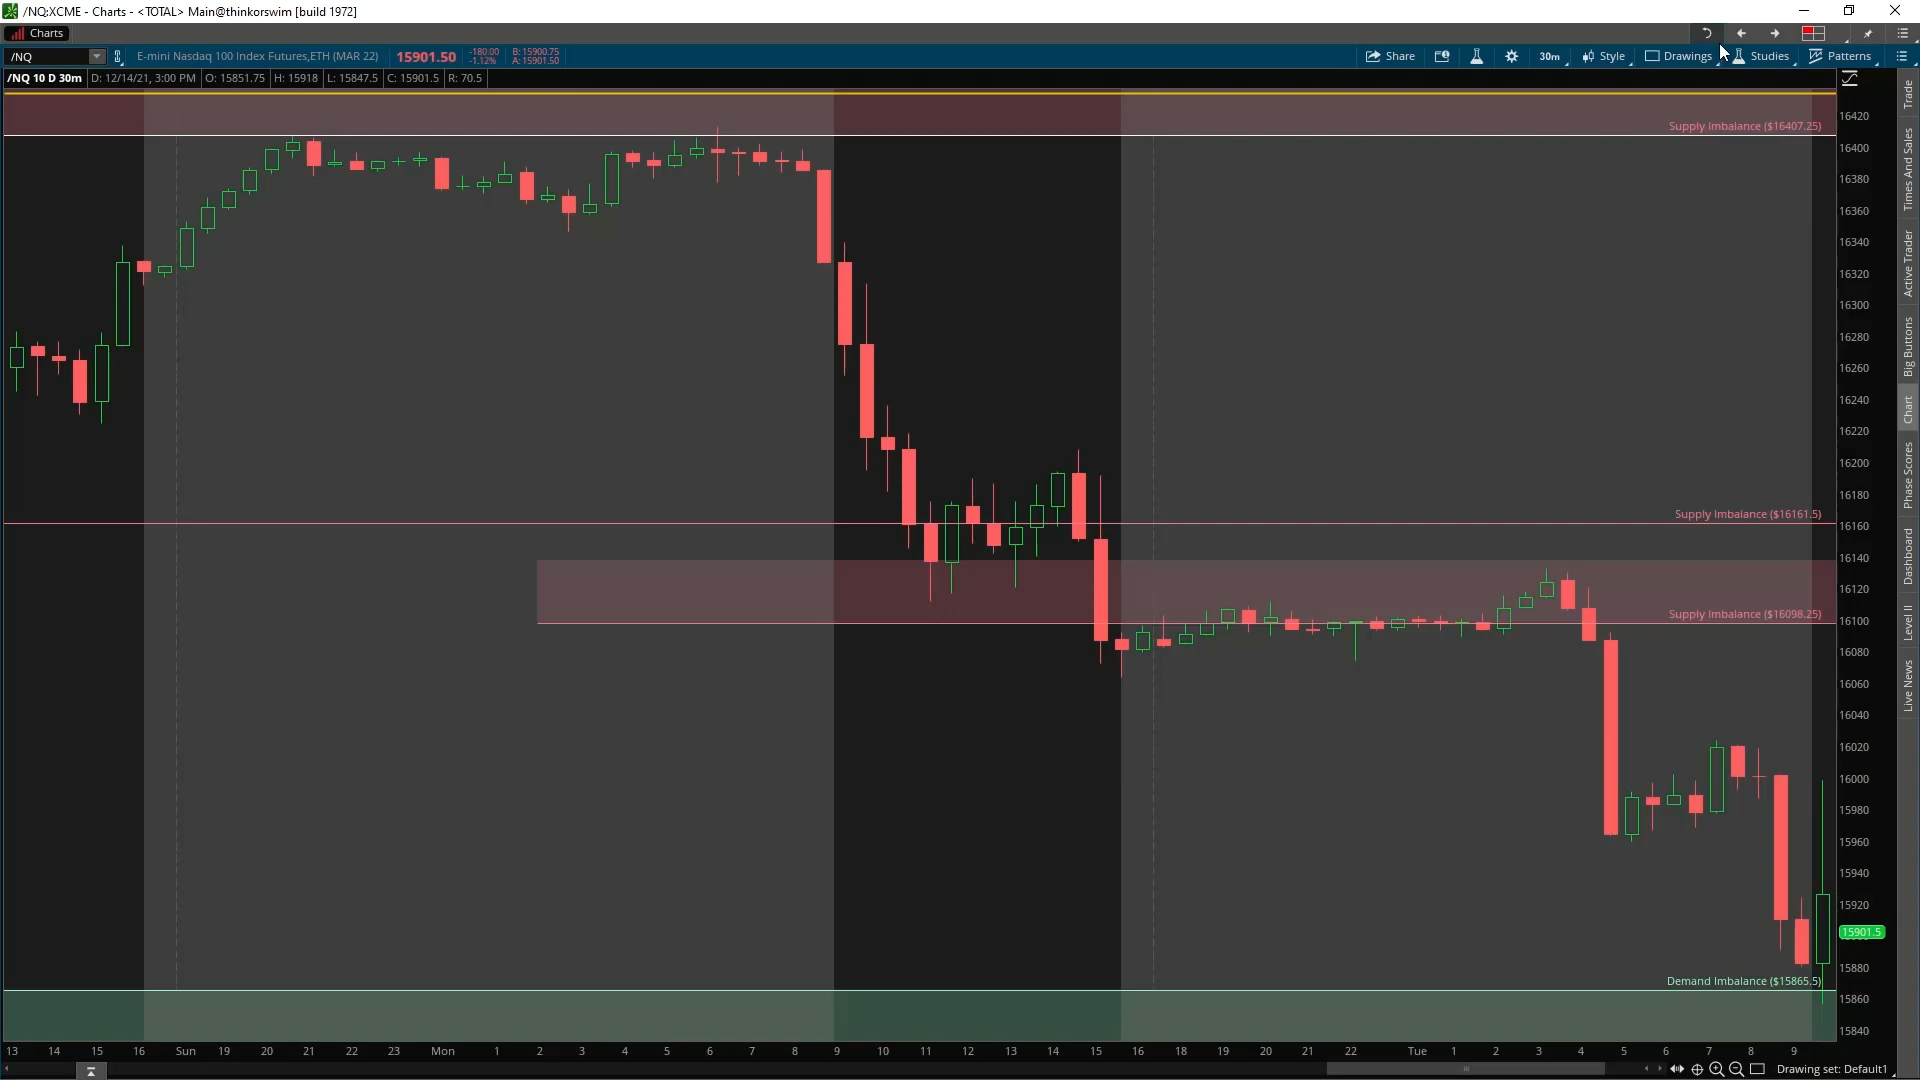 /NQ:XCME - Charts - <TOTAL> Main@thinkorswim [build 1972]
Charts
/NQ E-mini Nasdaq 100 Index Futures,ETH (MAR 22) 15901.50 -180.00 -1.12% B: 15900.75 A: 15901.50 Share 30m Style Drawings Studies Patterns
/NQ 10 D 30m D: 12/14/21, 3:00 PM O: 15851.75 H: 15918 L: 15847.5 C: 15901.5 R: 70.5
Supply Imbalance ($16407.25)
Supply Imbalance ($16161.5)
Supply Imbalance ($16098.25)
Demand Imbalance ($15865.5)
16420
16400
16380
16360
16340
16320
16300
16280
16260
16240
16220
16200
16180
16160
16140
16120
16100
16080
16060
16040
16020
16000
15980
15960
15940
15920
15901.5
15880
15860
15840
Trade
Times And Sales
Active Trader
Big Buttons
Chart
Phase Scores
Dashboard
Level II
Live News
13 14 15 16 Sun 19 20 21 22 23 Mon 1 2 3 4 5 6 7 8 9 10 11 12 13 14 15 16 18 19 20 21 22 Tue 1 2 3 4 5 6 7 8 9
Drawing set: Default1